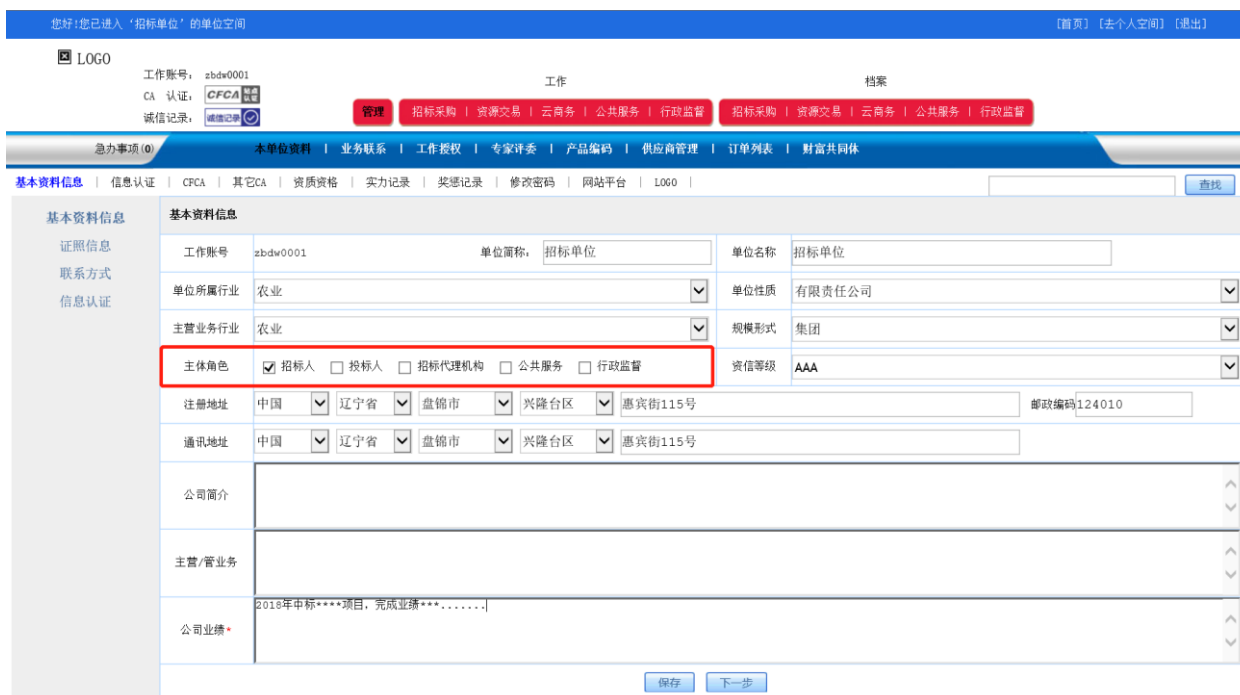 您好!您已进入‘招标单位’的单位空间 [首页] [去个人空间] [退出]
LOGO
工作账号: zbdw0001
工作 档案
CA 认证: CFCA
诚信记录: 诚信记录
管理 招标采购 | 资源交易 | 云商务 | 公共服务 | 行政监督 招标采购 | 资源交易 | 云商务 | 公共服务 | 行政监督
急办事项(0) 本单位资料 | 业务联系 | 工作授权 | 专家评委 | 产品编码 | 供应商管理 | 订单列表 | 财富共同体
基本资料信息 | 信息认证 | CFCA | 其它CA | 资质资格 | 实力记录 | 奖惩记录 | 修改密码 | 网站平台 | LOGO | 查找
基本资料信息
证照信息
联系方式
信息认证
基本资料信息
工作账号 zbdw0001 单位简称: 招标单位 单位名称 招标单位
单位所属行业 农业 单位性质 有限责任公司
主营业务行业 农业 规模形式 集团
主体角色 招标人 投标人 招标代理机构 公共服务 行政监督 资信等级 AAA
注册地址 中国 辽宁省 盘锦市 兴隆台区 惠宾街115号 邮政编码 124010
通讯地址 中国 辽宁省 盘锦市 兴隆台区 惠宾街115号
公司简介
主营/管业务
公司业绩* 2018年中标****项目,完成业绩***.......
保存 下一步